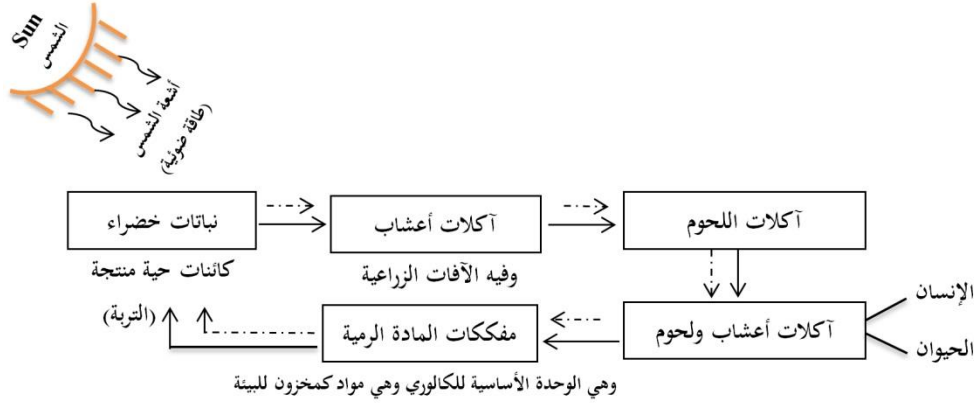 Sun
الشمس
أشعة الشمس
(طاقة ضوئية)
نباتات خضراء
آكلات أعشاب
آكلات اللحوم
كائنات حية منتجة
وفيه الآفات الزراعية
الإنسان
الحيوان
آكلات أعشاب ولحوم
مفككات المادة الرمية
(التربة)
وهي الوحدة الأساسية للكالوري وهي مواد كمخزون للبيئة